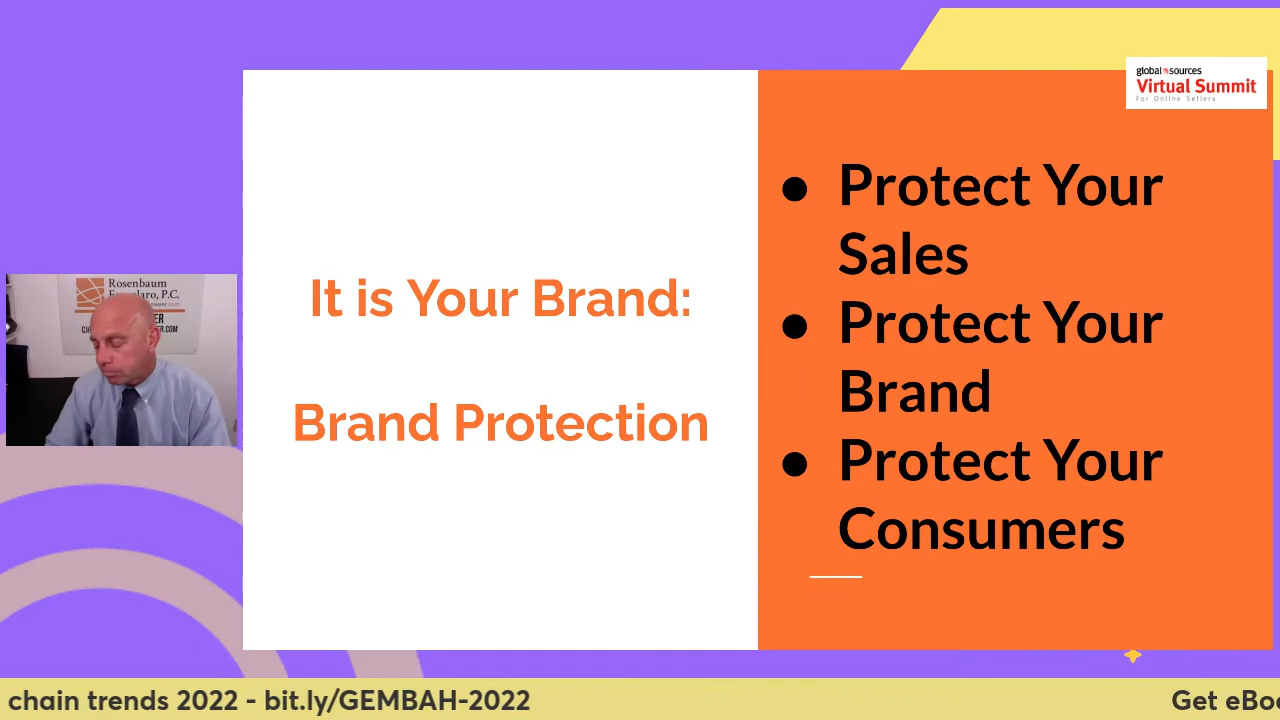 global sources
Virtual Summit
For Online Sellers
It is Your Brand:
Brand Protection
● Protect Your
Sales
● Protect Your
Brand
● Protect Your
Consumers
Rosenbaum
P.C.
chain trends 2022 - bit.ly/GEMBAH-2022
Get eBoo